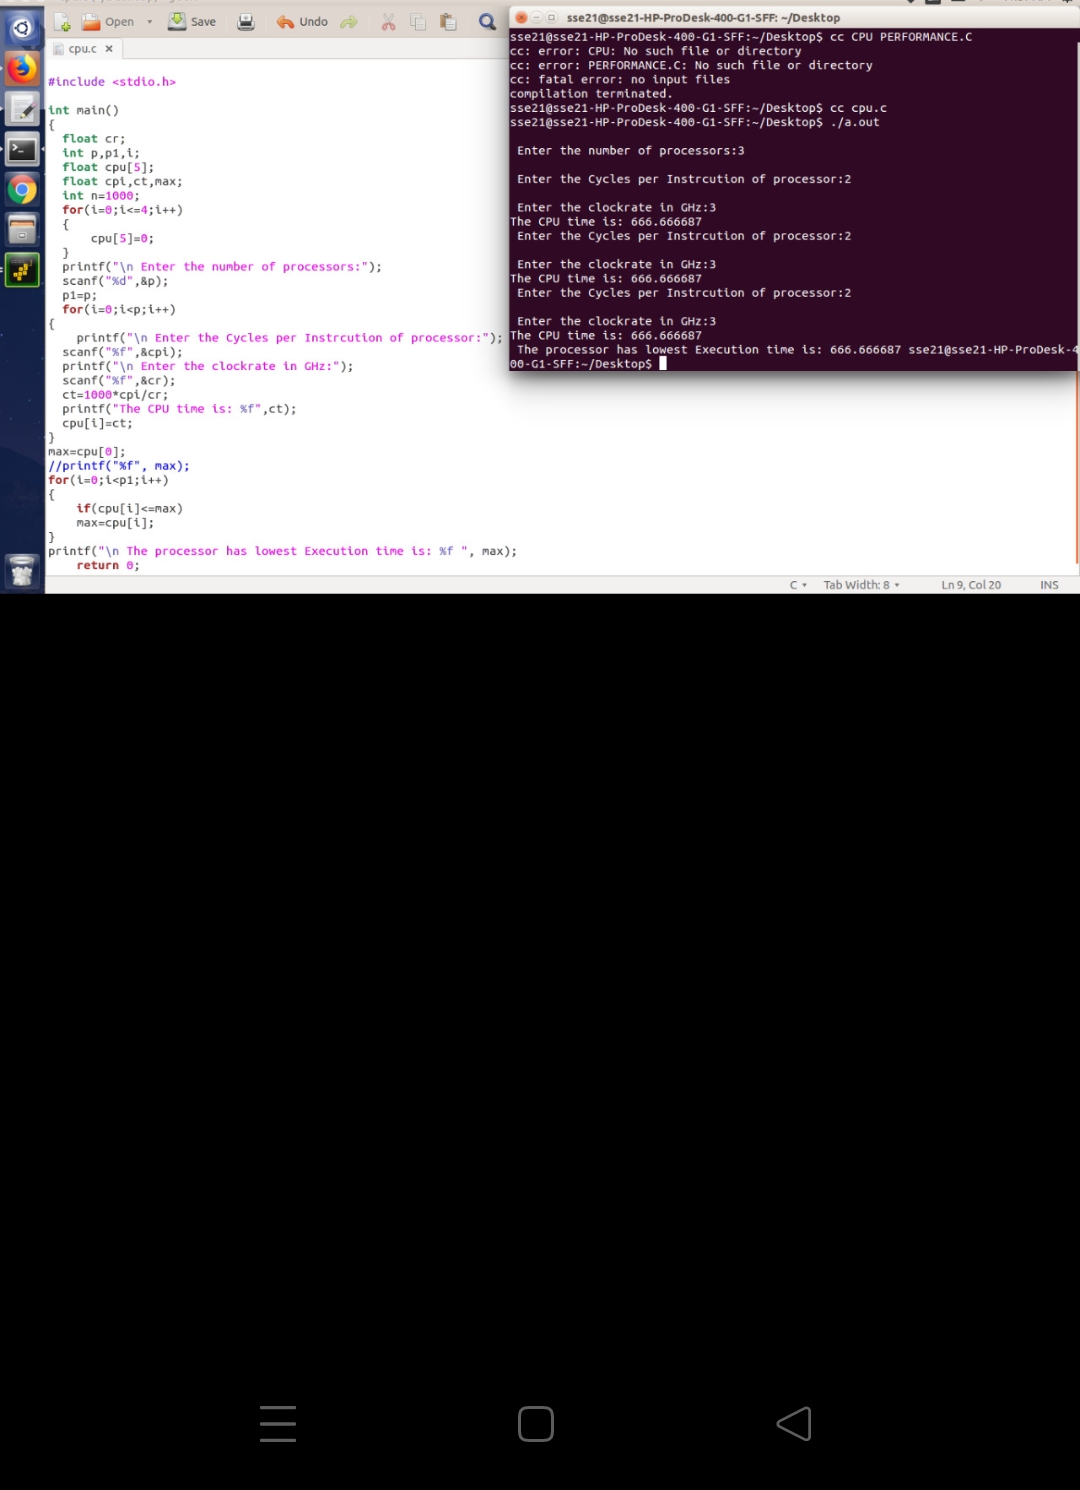 Open
Save
Undo
cpu.c
#include <stdio.h>
int main()
{
float cr;
int p,p1,i;
float cpu[5];
float cpi,ct,max;
int n=1000;
for(i=0;i<=4;i++)
{
cpu[5]=0;
}
printf("\n Enter the number of processors:");
scanf("%d",&p);
p1=p;
for(i=0;i<p;i++)
{
printf("\n Enter the Cycles per Instrcution of processor:");
scanf("%f",&cpi);
printf("\n Enter the clockrate in GHz:");
scanf("%f",&cr);
ct=1000*cpi/cr;
printf("The CPU time is: %f",ct);
cpu[i]=ct;
}
max=cpu[0];
//printf("%f", max);
for(i=0;i<p1;i++)
{
if(cpu[i]<=max)
max=cpu[i];
}
printf("\n The processor has lowest Execution time is: %f ", max);
return 0;
C
Tab Width: 8
Ln 9, Col 20
INS
sse21@sse21-HP-ProDesk-400-G1-SFF: ~/Desktop
sse21@sse21-HP-ProDesk-400-G1-SFF:~/Desktop$ cc CPU PERFORMANCE.C
cc: error: CPU: No such file or directory
cc: error: PERFORMANCE.C: No such file or directory
cc: fatal error: no input files
compilation terminated.
sse21@sse21-HP-ProDesk-400-G1-SFF:~/Desktop$ cc cpu.c
sse21@sse21-HP-ProDesk-400-G1-SFF:~/Desktop$ ./a.out
Enter the number of processors:3
Enter the Cycles per Instrcution of processor:2
Enter the clockrate in GHz:3
The CPU time is: 666.666687
Enter the Cycles per Instrcution of processor:2
Enter the clockrate in GHz:3
The CPU time is: 666.666687
Enter the Cycles per Instrcution of processor:2
Enter the clockrate in GHz:3
The CPU time is: 666.666687
The processor has lowest Execution time is: 666.666687 sse21@sse21-HP-ProDesk-4
00-G1-SFF:~/Desktop$